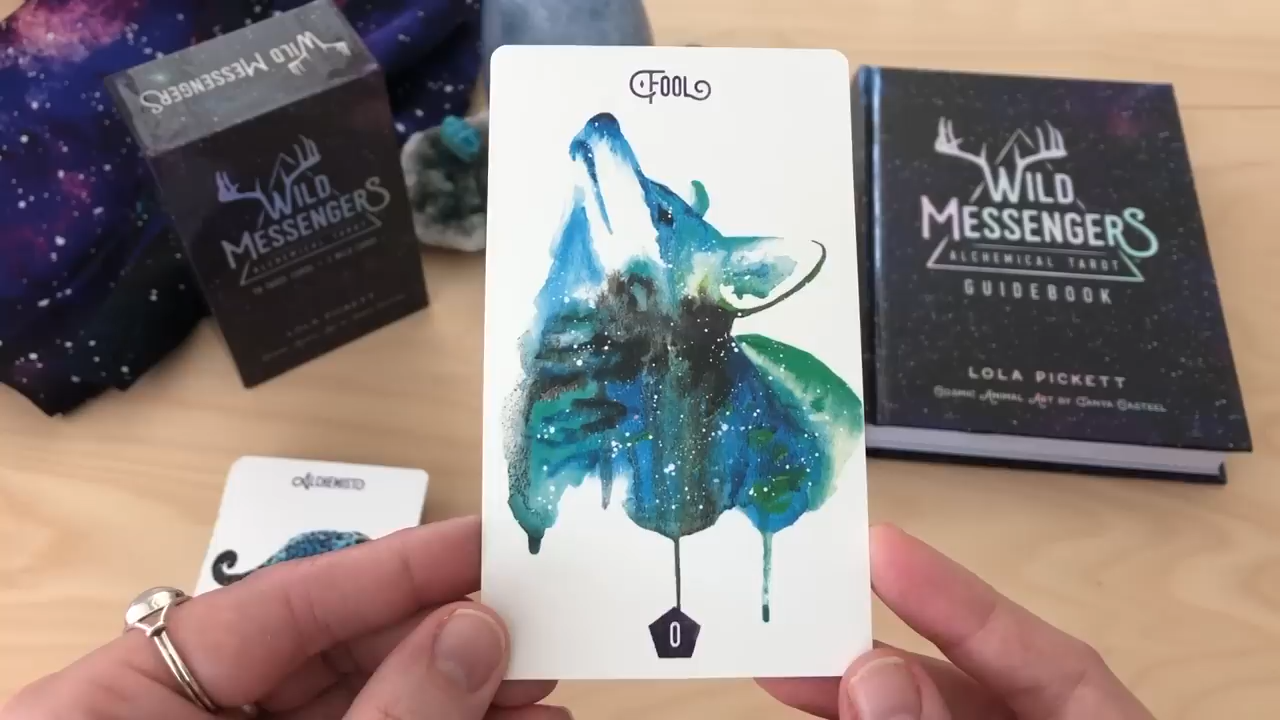 WILD MESSENGERS
WILD
MESSENGERS
ALCHEMICAL TAROT
LOLA PICKETT
FOOL
0
WILD
MESSENGERS
ALCHEMICAL TAROT
GUIDEBOOK
LOLA PICKETT
COSMIC ANIMAL ART BY TANYA CASTEEL
ALCHEMIST